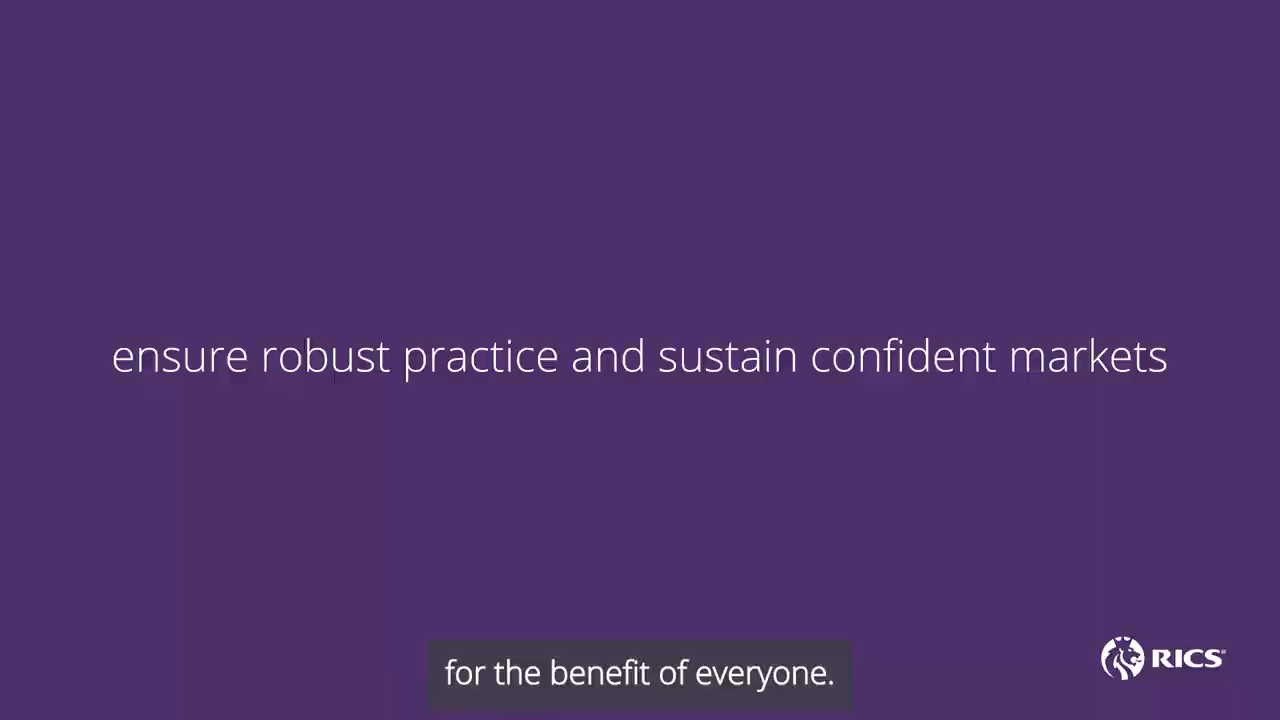 ensure robust practice and sustain confident markets
for the benefit of everyone.
RICS®